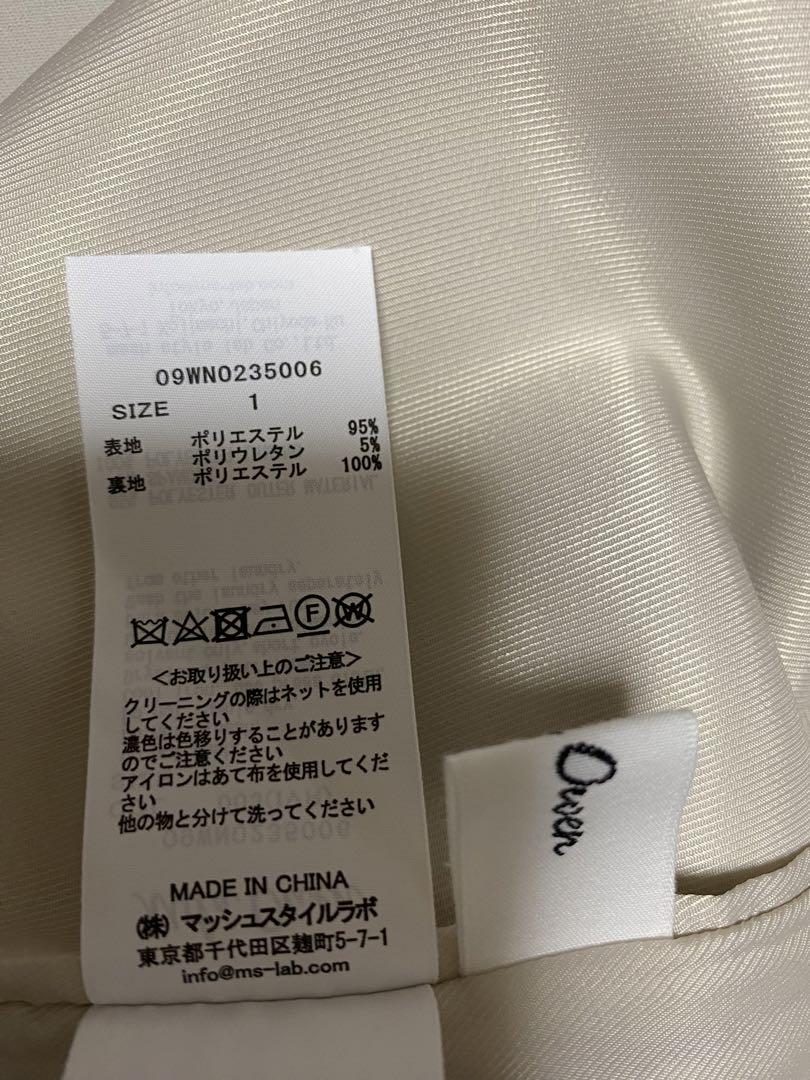 09WNO235006
SIZE 1
表地 ポリエステル 95%
ポリウレタン 5%
裏地 ポリエステル 100%
F W
<お取り扱い上のご注意>
クリーニングの際はネットを使用
してください
濃色は色移りすることがあります
のでご注意ください
アイロンはあて布を使用してくだ
さい
他の物と分けて洗ってください
MADE IN CHINA
(株)マッシュスタイルラボ
東京都千代田区麹町5-7-1
info@ms-lab.com
Owen